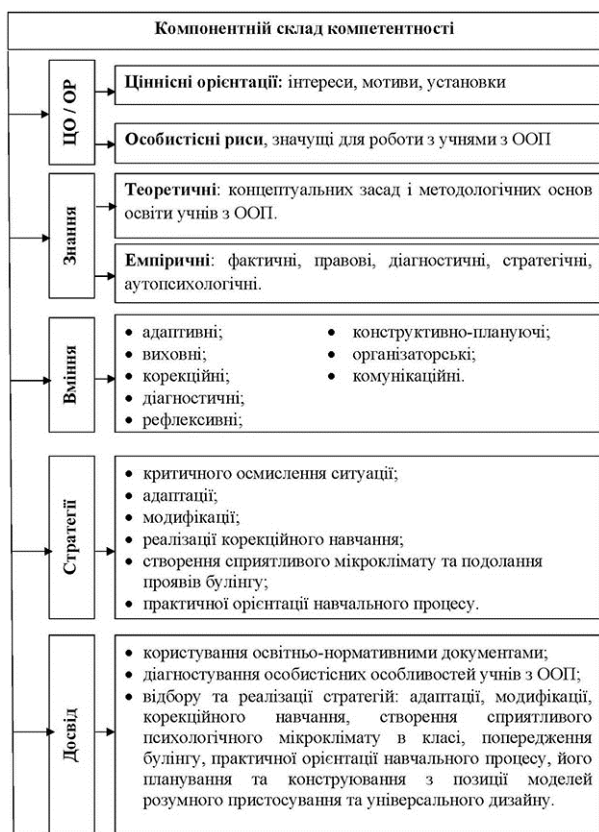 Компонентній склад компетентності
ЦО / ОР
Ціннісні орієнтації: інтереси, мотиви, установки
Особистісні риси, значущі для роботи з учнями з ООП
Знання
Теоретичні: концептуальних засад і методологічних основ
освіти учнів з ООП.
Емпіричні: фактичні, правові, діагностичні, стратегічні,
аутопсихологічні.
Вміння
• адаптивні;
• виховні;
• корекційні;
• діагностичні;
• рефлексивні;
• конструктивно-плануючі;
• організаторські;
• комунікаційні.
Стратегії
• критичного осмислення ситуації;
• адаптації;
• модифікації;
• реалізації корекційного навчання;
• створення сприятливого мікроклімату та подолання
проявів булінгу;
• практичної орієнтації навчального процесу.
Досвід
• користування освітньо-нормативними документами;
• діагностування особистісних особливостей учнів з ООП;
• відбору та реалізації стратегій: адаптації, модифікації,
корекційного навчання, створення сприятливого
психологічного мікроклімату в класі, попередження
булінгу, практичної орієнтації навчального процесу, його
планування та конструювання з позиції моделей
розумного пристосування та універсального дизайну.